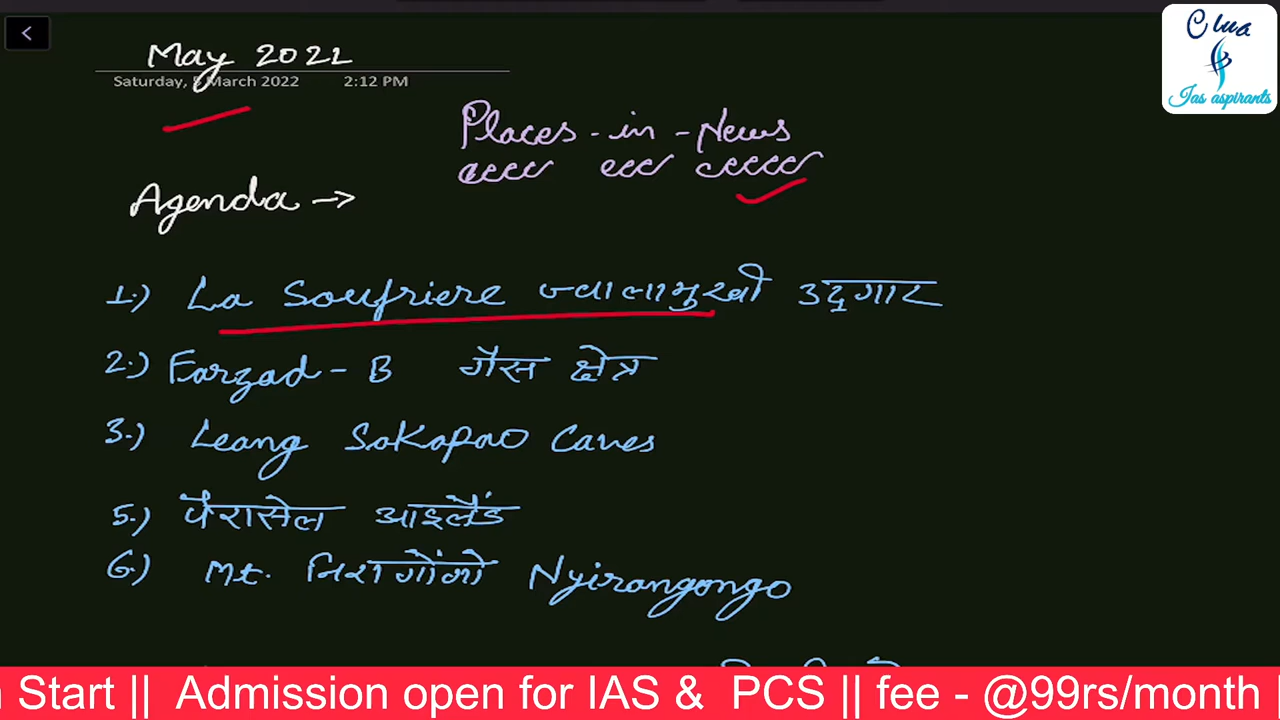 <
Clua
Ias aspirants
May 2022
Saturday, 5 March 2022 2:12 PM
Places-in-News
Agenda →
1.) La Soufriere ज्वालामुखी उदुगार
2.) Farzad-B गैस क्षेत्र
3.) Leang Sakapao Caves
5.) पैरासेल आइलैंड
6.) Mt. निरागोंगो Nyirangongo
n Start || Admission open for IAS & PCS || fee - @99rs/month |